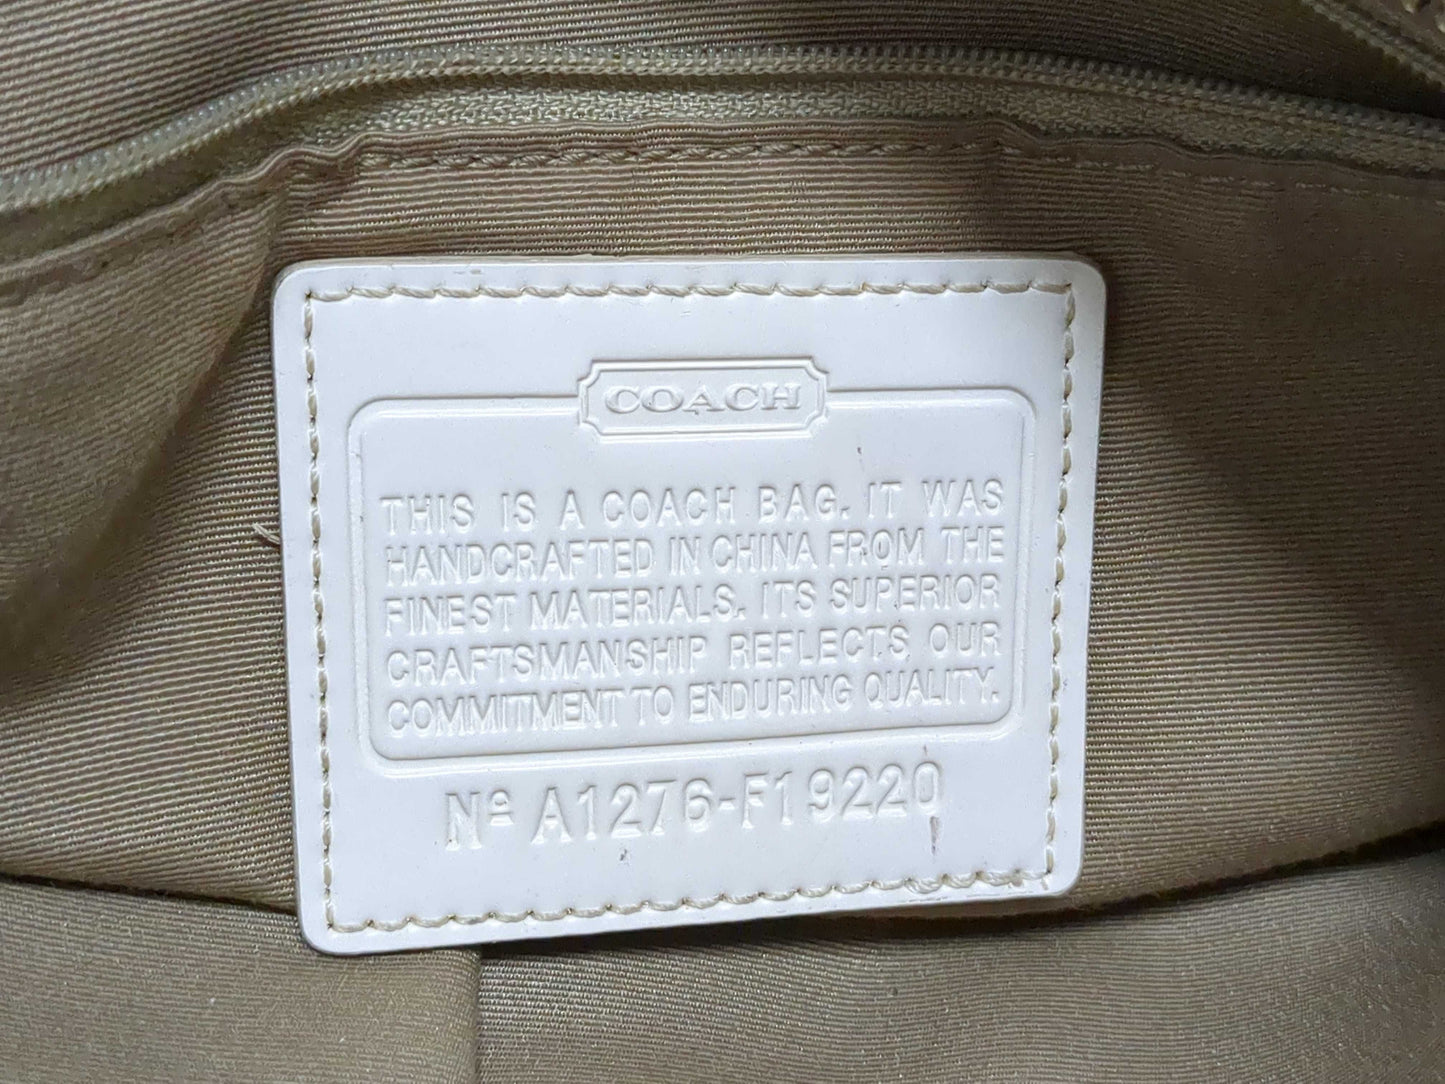 COACH
THIS IS A COACH BAG. IT WAS
HANDCRAFTED IN CHINA FROM THE
FINEST MATERIALS. ITS SUPERIOR
CRAFTSMANSHIP REFLECTS OUR
COMMITMENT TO ENDURING QUALITY.
Nº A1276-F19220